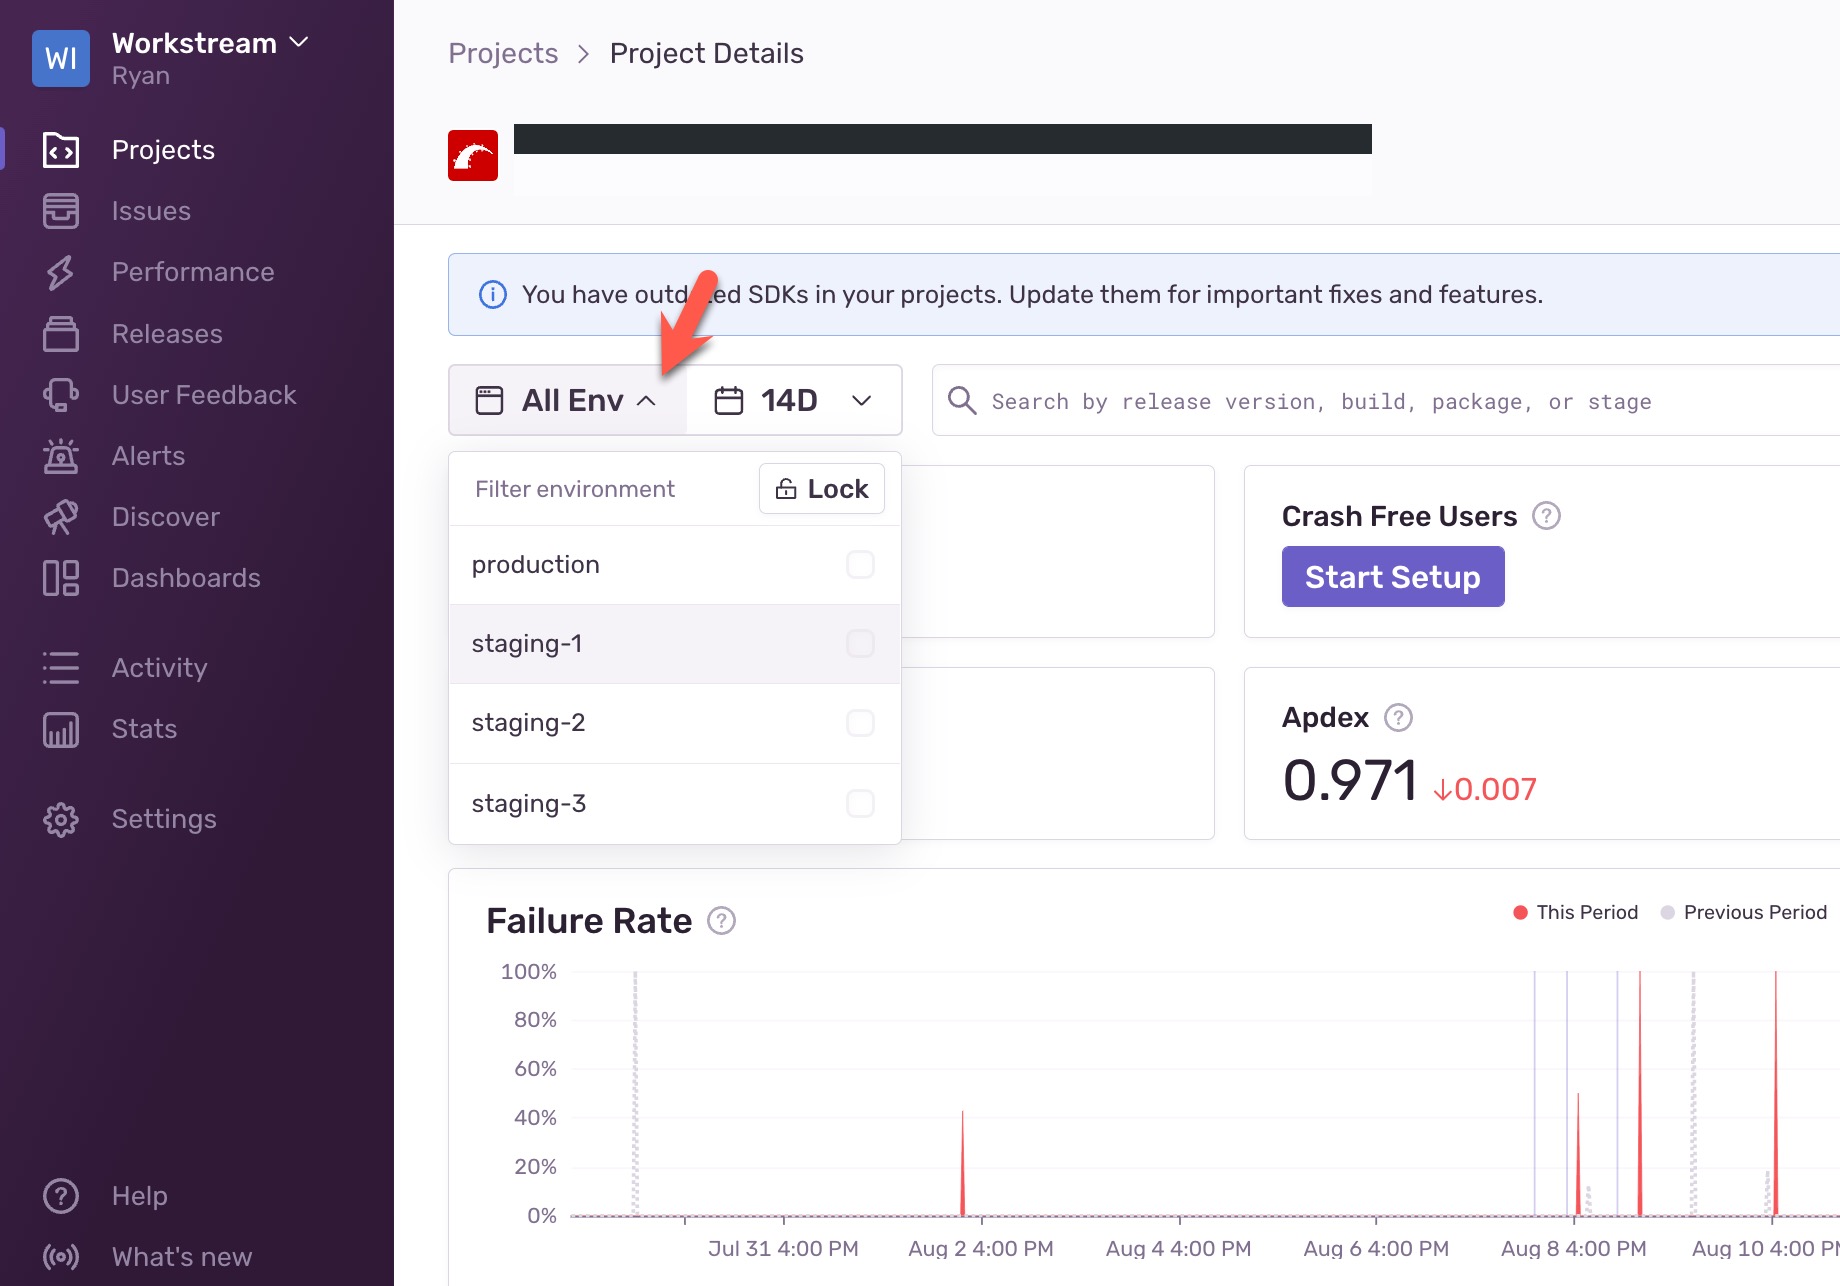 WI
Workstream
Ryan
Projects
Issues
Performance
Releases
User Feedback
Alerts
Discover
Dashboards
Activity
Stats
Settings
Help
What's new
Projects > Project Details
You have outd ed SDKs in your projects. Update them for important fixes and features.
All Env
14D
Search by release version, build, package, or stage
Filter environment
Lock
production
staging-1
staging-2
staging-3
Crash Free Users
Start Setup
Apdex
0.971 ↓0.007
Failure Rate
This Period
Previous Period
100%
80%
60%
40%
20%
0%
Jul 31 4:00 PM
Aug 2 4:00 PM
Aug 4 4:00 PM
Aug 6 4:00 PM
Aug 8 4:00 PM
Aug 10 4:00 PM